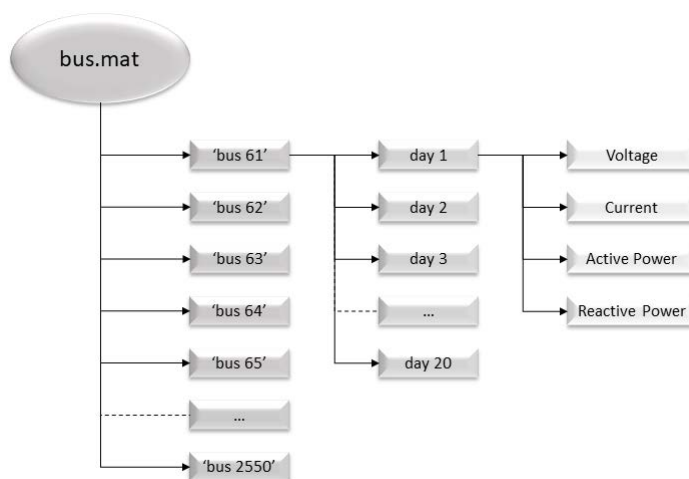 bus.mat
‘bus 61’
day 1
Voltage
‘bus 62’
day 2
Current
‘bus 63’
day 3
Active Power
‘bus 64’
...
Reactive Power
‘bus 65’
day 20
...
‘bus 2550’